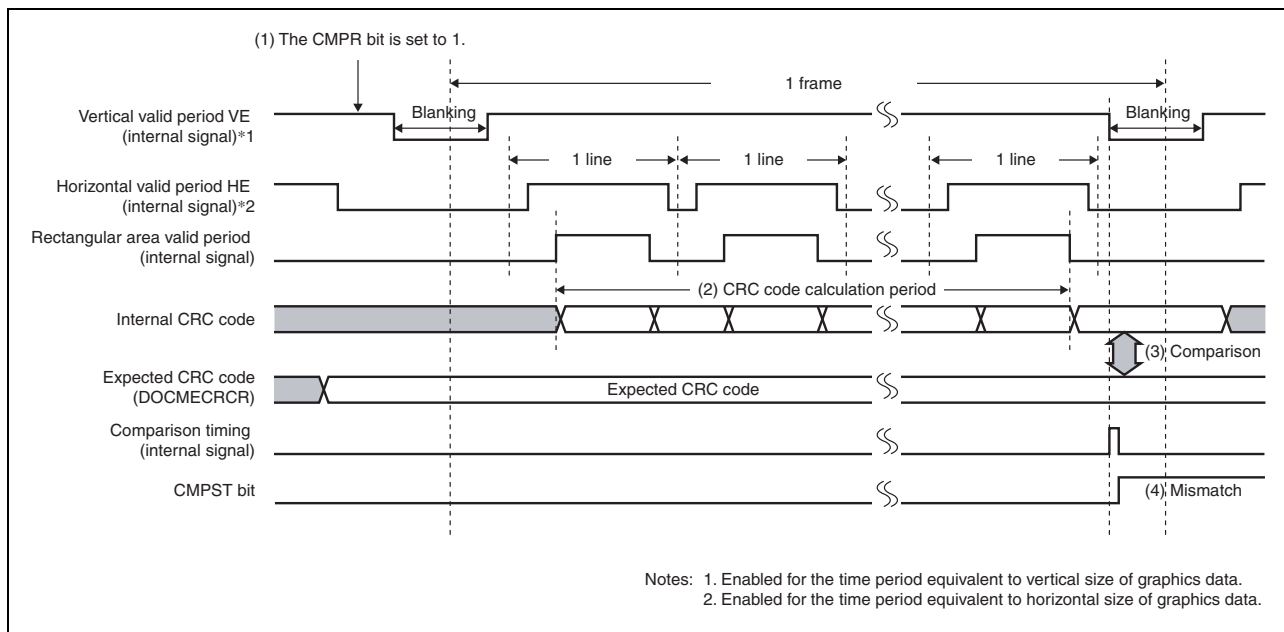 (1) The CMPR bit is set to 1.
1 frame
Vertical valid period VE
(internal signal)*1
Blanking
Blanking
1 line
1 line
1 line
Horizontal valid period HE
(internal signal)*2
Rectangular area valid period
(internal signal)
(2) CRC code calculation period
Internal CRC code
(3) Comparison
Expected CRC code
(DOCMECRCR)
Expected CRC code
Comparison timing
(internal signal)
CMPST bit
(4) Mismatch
Notes: 1. Enabled for the time period equivalent to vertical size of graphics data.
2. Enabled for the time period equivalent to horizontal size of graphics data.